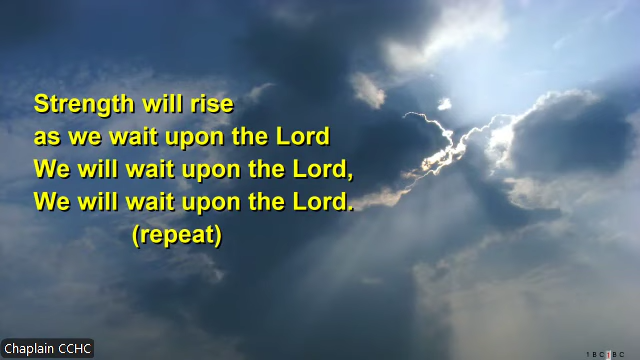 Strength will rise
as we wait upon the Lord
We will wait upon the Lord,
We will wait upon the Lord.
(repeat)
Chaplain CCHC